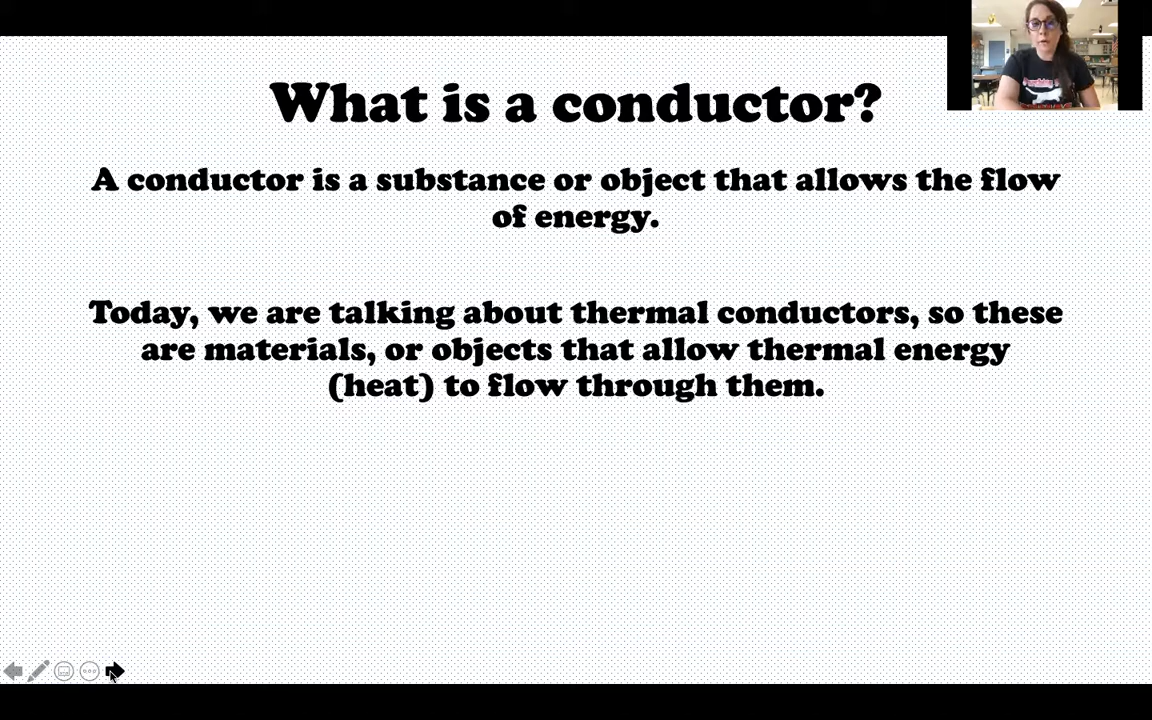 What is a conductor?
A conductor is a substance or object that allows the flow
of energy.
Today, we are talking about thermal conductors, so these
are materials, or objects that allow thermal energy
(heat) to flow through them.